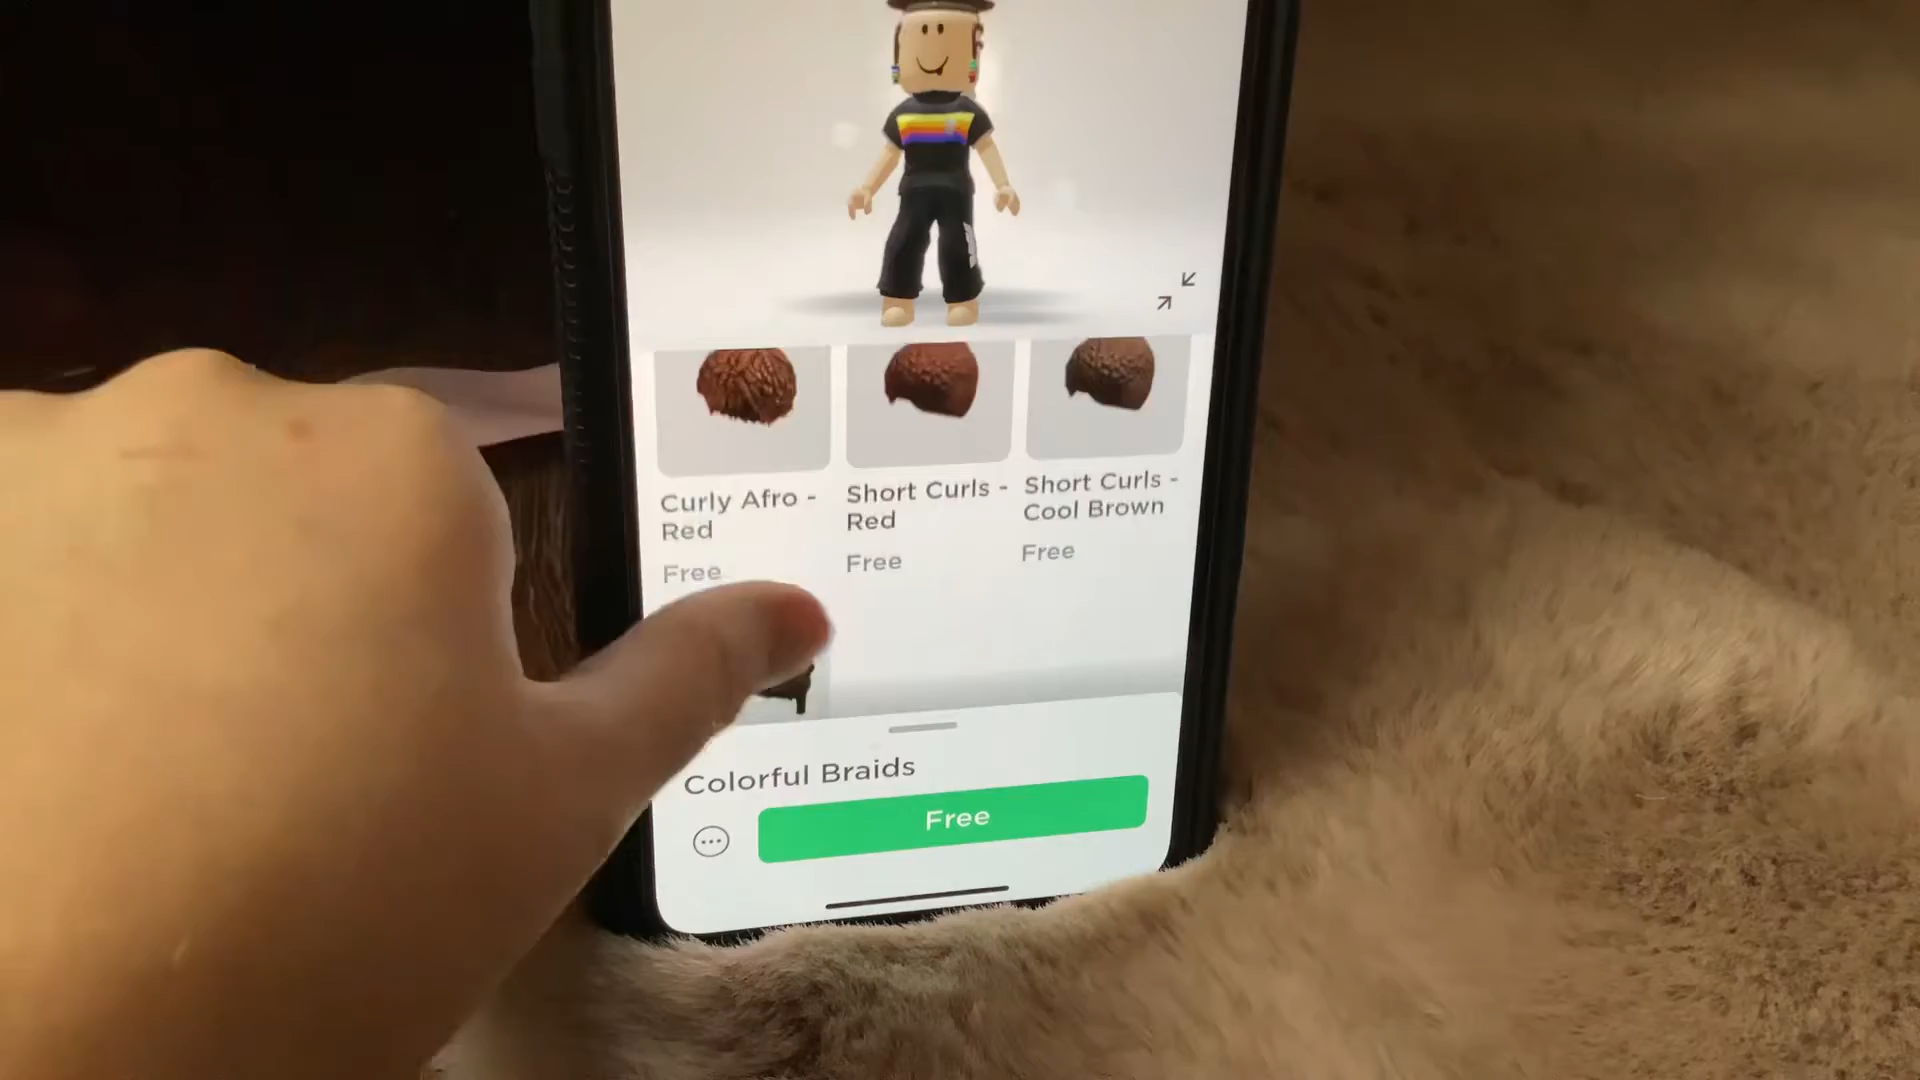 Curly Afro -
Red
Free
Short Curls -
Red
Free
Short Curls -
Cool Brown
Free
Colorful Braids
Free